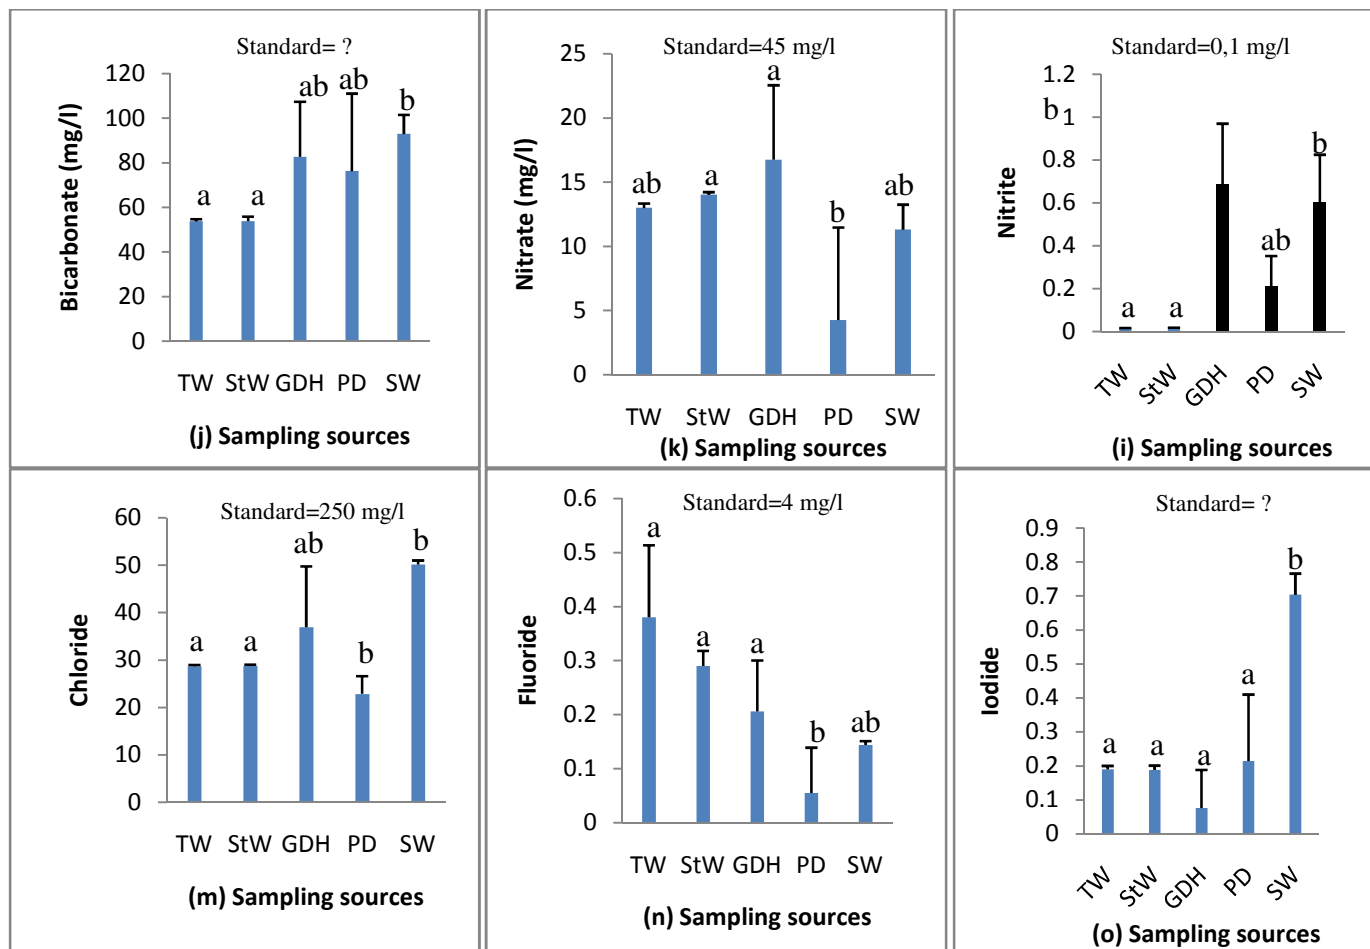 Standard= ?
Bicarbonate (mg/l)
120
100
80
60
40
20
0
a
a
ab
ab
b
TW StW GDH PD SW
(j) Sampling sources
Standard=45 mg/l
Nitrate (mg/l)
25
20
15
10
5
0
ab
a
a
b
ab
TW StW GDH PD SW
(k) Sampling sources
Standard=0,1 mg/l
Nitrite
1.2
1
0.8
0.6
0.4
0.2
0
a
a
b
ab
b
TW StW GDH PD SW
(i) Sampling sources
Standard=250 mg/l
Chloride
60
50
40
30
20
10
0
a
a
ab
b
b
TW StW GDH PD SW
(m) Sampling sources
Standard=4 mg/l
Fluoride
0.6
0.5
0.4
0.3
0.2
0.1
0
a
a
a
b
ab
TW StW GDH PD SW
(n) Sampling sources
Standard= ?
Iodide
0.9
0.8
0.7
0.6
0.5
0.4
0.3
0.2
0.1
0
a
a
a
a
b
TW StW GDH PD SW
(o) Sampling sources